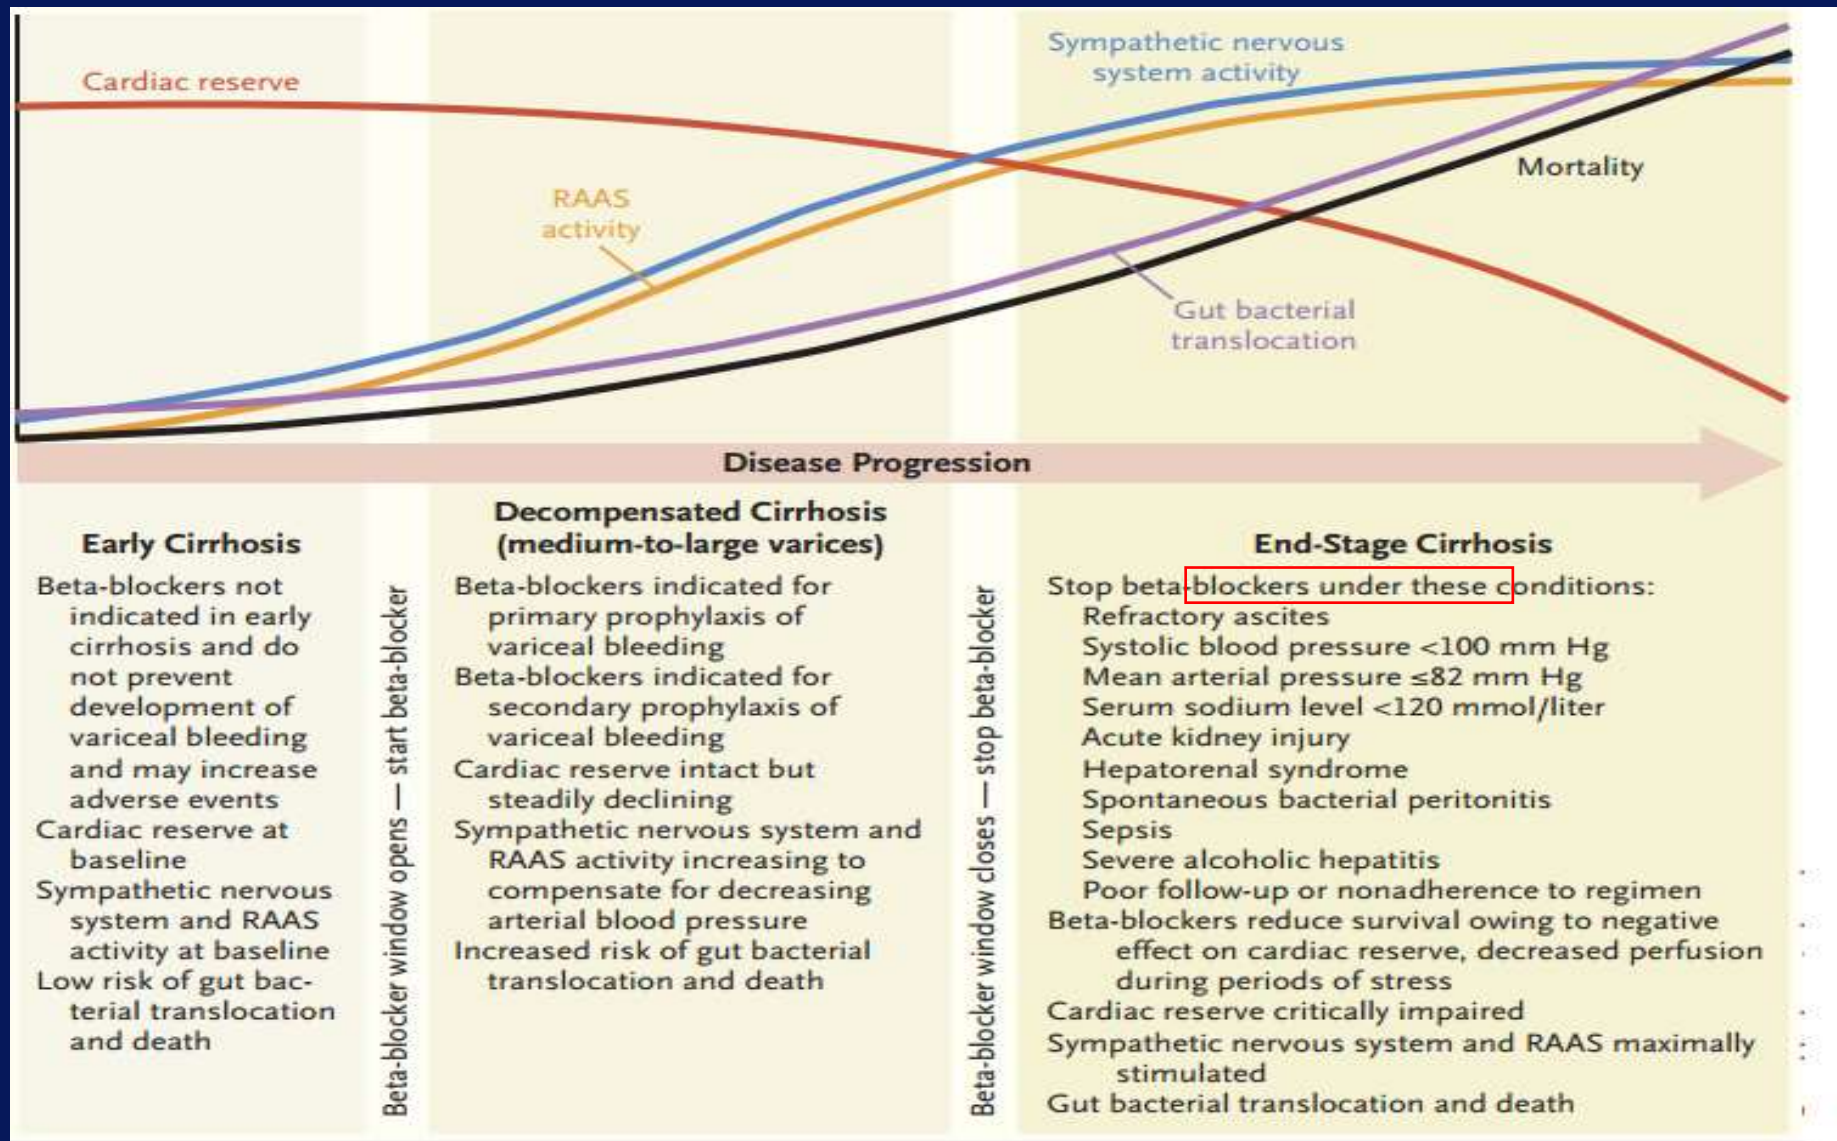 Cardiac reserve
Sympathetic nervous
system activity
RAAS
activity
Mortality
Gut bacterial
translocation
Disease Progression
Early Cirrhosis
Beta-blockers not
indicated in early
cirrhosis and do
not prevent
development of
variceal bleeding
and may increase
adverse events
Cardiac reserve at
baseline
Sympathetic nervous
system and RAAS
activity at baseline
Low risk of gut bac-
terial translocation
and death
Beta-blocker window opens — start beta-blocker
Decompensated Cirrhosis
(medium-to-large varices)
Beta-blockers indicated for
primary prophylaxis of
variceal bleeding
Beta-blockers indicated for
secondary prophylaxis of
variceal bleeding
Cardiac reserve intact but
steadily declining
Sympathetic nervous system and
RAAS activity increasing to
compensate for decreasing
arterial blood pressure
Increased risk of gut bacterial
translocation and death
Beta-blocker window closes — stop beta-blocker
End-Stage Cirrhosis
Stop beta-blockers under these conditions:
Refractory ascites
Systolic blood pressure <100 mm Hg
Mean arterial pressure ≤82 mm Hg
Serum sodium level <120 mmol/liter
Acute kidney injury
Hepatorenal syndrome
Spontaneous bacterial peritonitis
Sepsis
Severe alcoholic hepatitis
Poor follow-up or nonadherence to regimen
Beta-blockers reduce survival owing to negative
effect on cardiac reserve, decreased perfusion
during periods of stress
Cardiac reserve critically impaired
Sympathetic nervous system and RAAS maximally
stimulated
Gut bacterial translocation and death